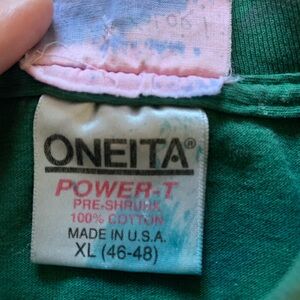 ONEITA®
POWER-T
PRE-SHRUNK
100% COTTON
MADE IN U.S.A.
XL (46-48)